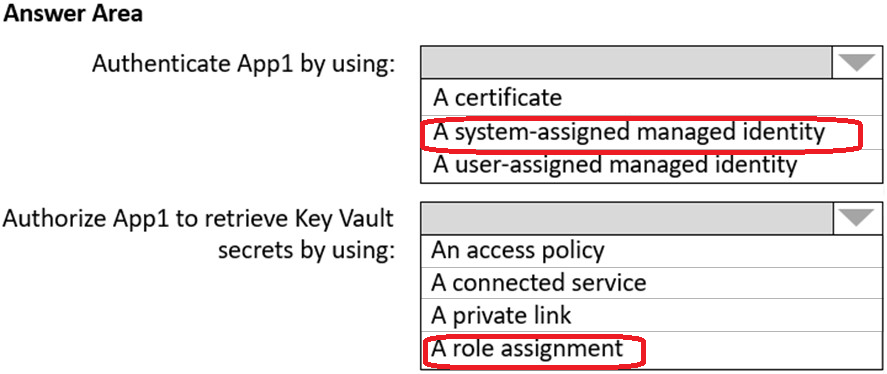 Answer Area
Authenticate App1 by using:
A certificate
A system-assigned managed identity
A user-assigned managed identity
Authorize App1 to retrieve Key Vault
secrets by using:
An access policy
A connected service
A private link
A role assignment